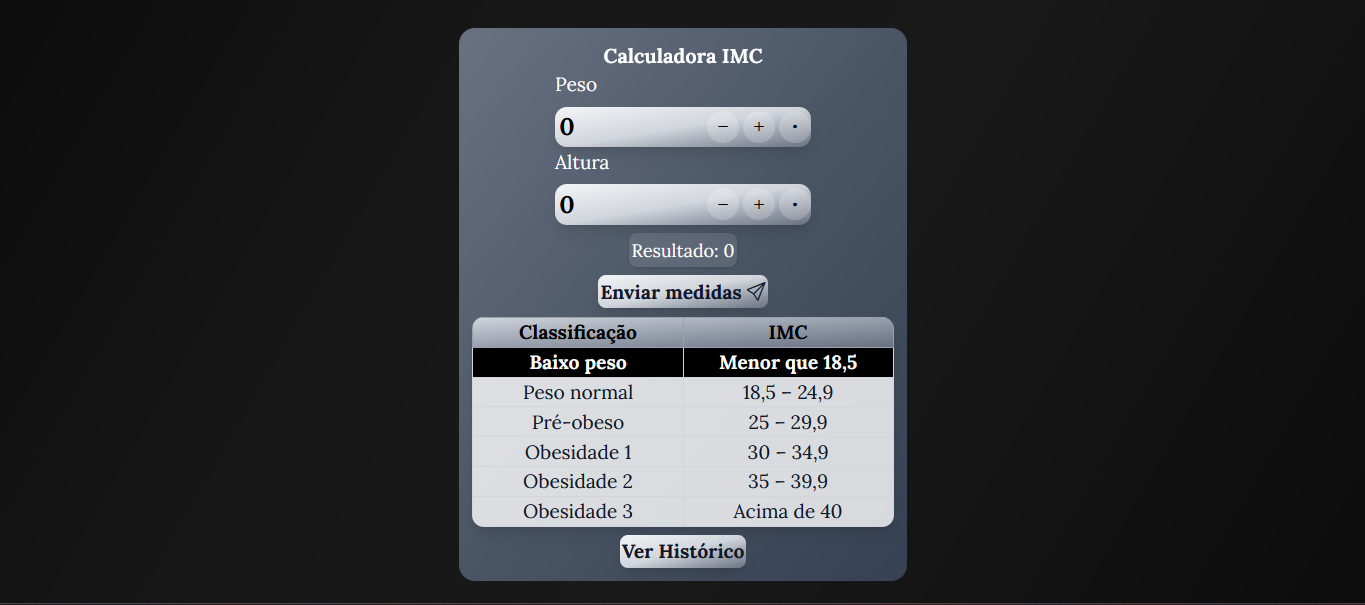 Calculadora IMC
Peso
0 − + •
Altura
0 − + •
Resultado: 0
Enviar medidas
Classificação IMC
Baixo peso Menor que 18,5
Peso normal 18,5 – 24,9
Pré-obeso 25 – 29,9
Obesidade 1 30 – 34,9
Obesidade 2 35 – 39,9
Obesidade 3 Acima de 40
Ver Histórico